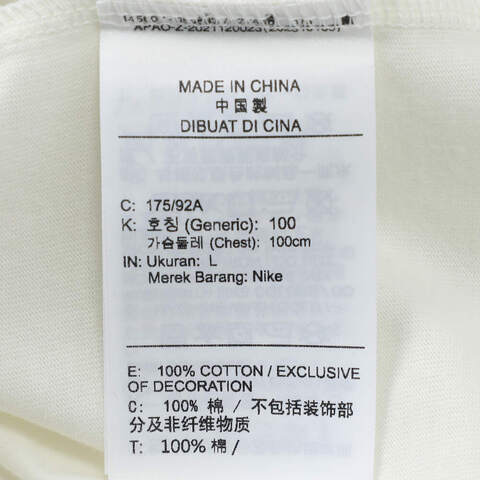 MADE IN CHINA
中国製
DIBUAT DI CINA
C: 175/92A
K: 호칭 (Generic): 100
가슴둘레 (Chest): 100cm
IN: Ukuran: L
Merek Barang: Nike
E: 100% COTTON / EXCLUSIVE
OF DECORATION
C: 100% 棉 / 不包括装饰部
分及非纤维物质
T: 100% 棉 /